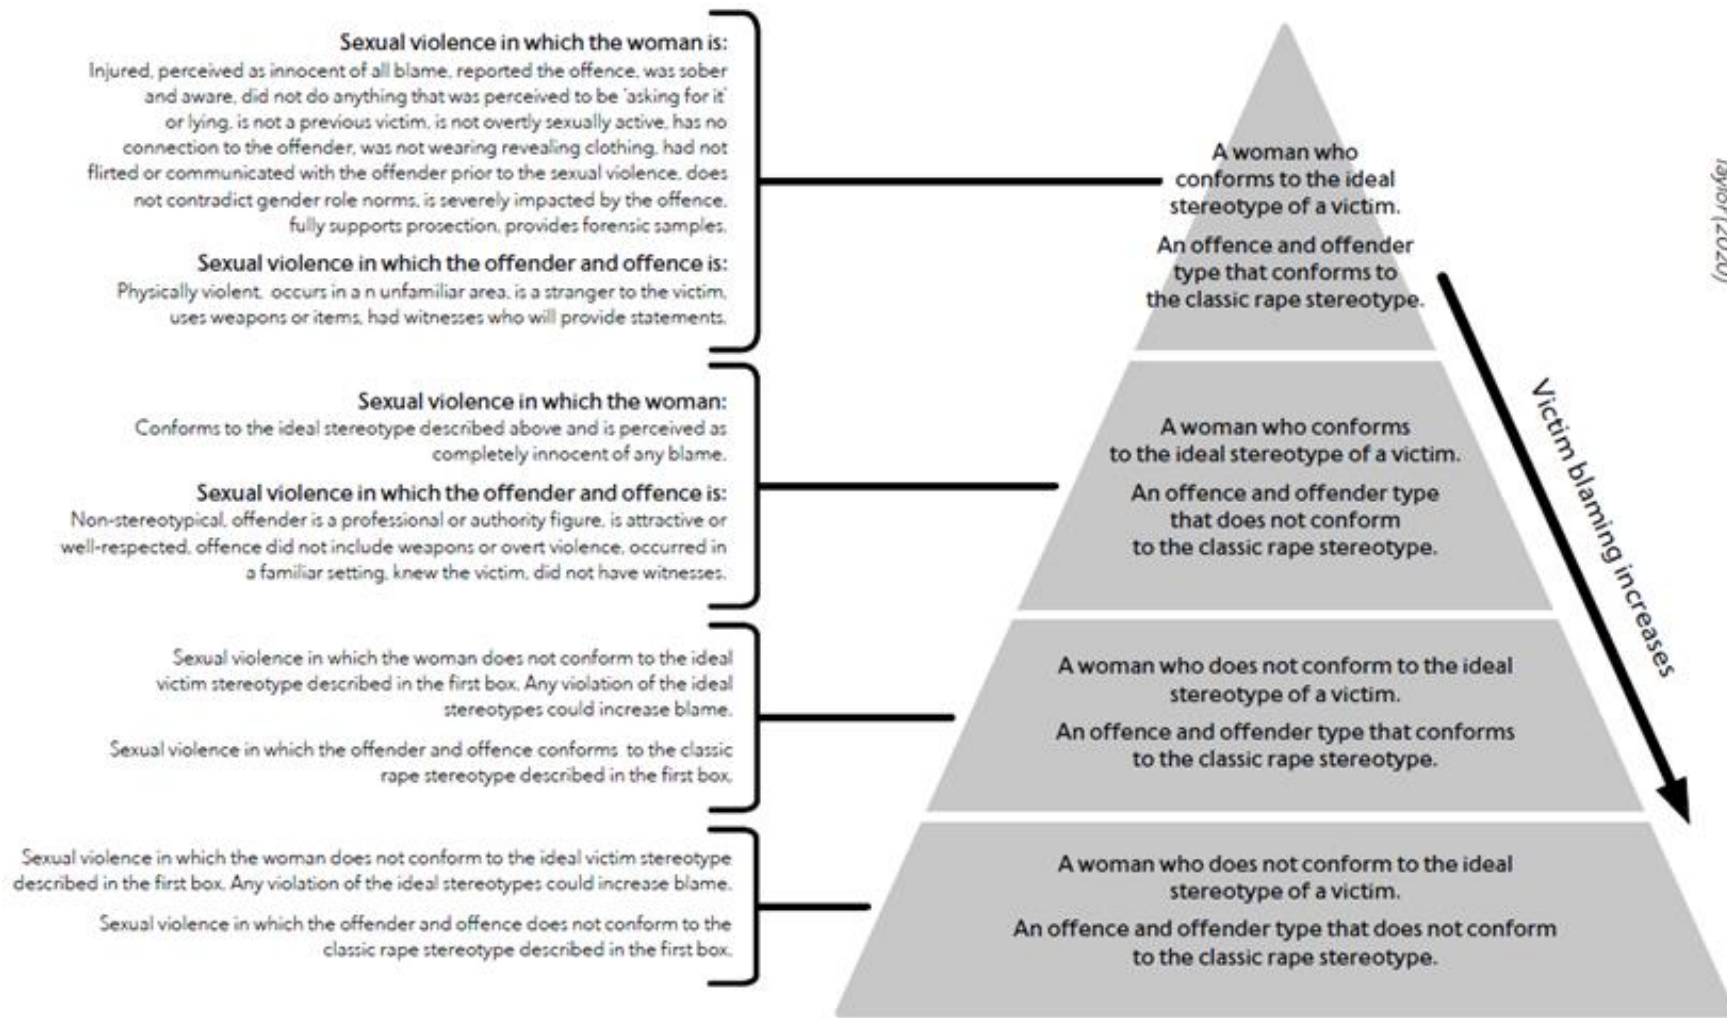 Sexual violence in which the woman is:
Injured, perceived as innocent of all blame, reported the offence, was sober
and aware, did not do anything that was perceived to be 'asking for it'
or lying, is not a previous victim, is not overtly sexually active, has no
connection to the offender, was not wearing revealing clothing, had not
flirted or communicated with the offender prior to the sexual violence, does
not contradict gender role norms, is severely impacted by the offence,
fully supports prosection, provides forensic samples.
Sexual violence in which the offender and offence is:
Physically violent, occurs in a n unfamiliar area, is a stranger to the victim,
uses weapons or items, had witnesses who will provide statements.
Sexual violence in which the woman:
Conforms to the ideal stereotype described above and is perceived as
completely innocent of any blame.
Sexual violence in which the offender and offence is:
Non-stereotypical, offender is a professional or authority figure, is attractive or
well-respected, offence did not include weapons or overt violence, occurred in
a familiar setting, knew the victim, did not have witnesses.
Sexual violence in which the woman does not conform to the ideal
victim stereotype described in the first box. Any violation of the ideal
stereotypes could increase blame.
Sexual violence in which the offender and offence conforms to the classic
rape stereotype described in the first box.
Sexual violence in which the woman does not conform to the ideal victim stereotype
described in the first box. Any violation of the ideal stereotypes could increase blame.
Sexual violence in which the offender and offence does not conform to the
classic rape stereotype described in the first box.
A woman who
conforms to the ideal
stereotype of a victim.
An offence and offender
type that conforms to
the classic rape stereotype.
A woman who conforms
to the ideal stereotype of a victim.
An offence and offender type
that does not conform
to the classic rape stereotype.
A woman who does not conform to the ideal
stereotype of a victim.
An offence and offender type that conforms
to the classic rape stereotype.
A woman who does not conform to the ideal
stereotype of a victim.
An offence and offender type that does not conform
to the classic rape stereotype.
Victim blaming increases
Taylor (2020)